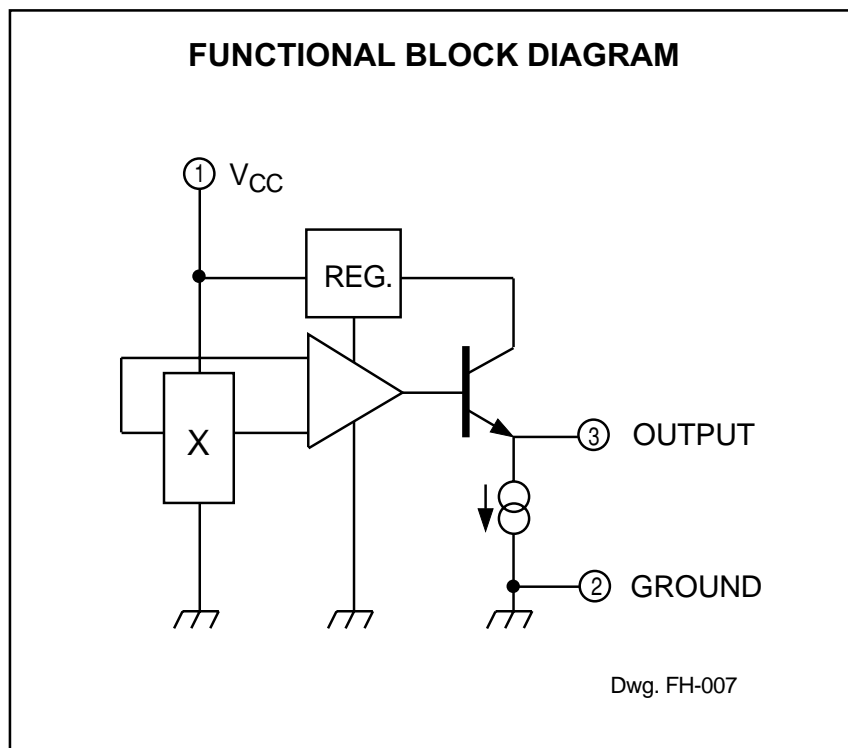 FUNCTIONAL BLOCK DIAGRAM
1 VCC
REG.
X
3 OUTPUT
2 GROUND
Dwg. FH-007